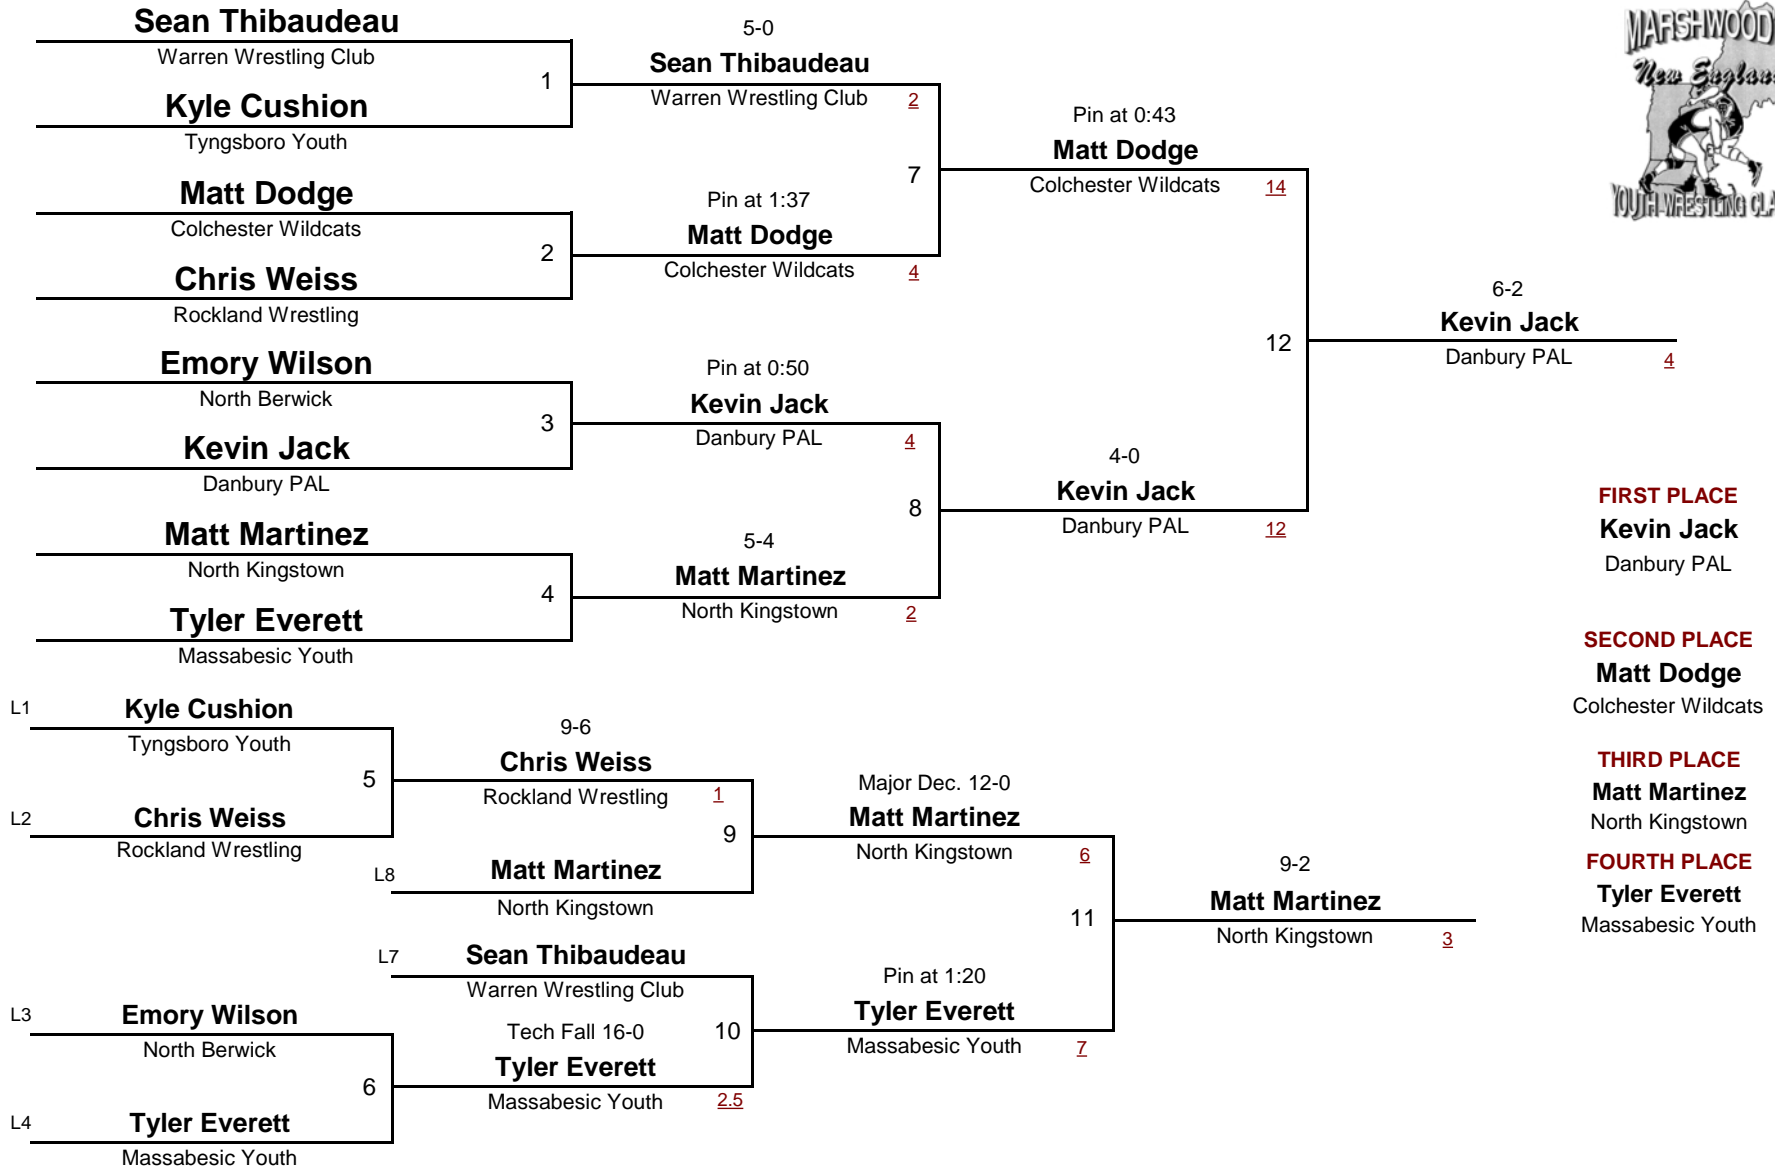 Sean Thibaudeau
Warren Wrestling Club
1
Kyle Cushion
Tyngsboro Youth
Matt Dodge
Colchester Wildcats
2
Chris Weiss
Rockland Wrestling
Emory Wilson
North Berwick
3
Kevin Jack
Danbury PAL
Matt Martinez
North Kingstown
4
Tyler Everett
Massabesic Youth
5-0
Sean Thibaudeau
Warren Wrestling Club 2
7
Pin at 1:37
Matt Dodge
Colchester Wildcats 4
Pin at 0:50
Kevin Jack
Danbury PAL 4
8
5-4
Matt Martinez
North Kingstown 2
Pin at 0:43
Matt Dodge
Colchester Wildcats 14
12
4-0
Kevin Jack
Danbury PAL 12
6-2
Kevin Jack
Danbury PAL 4
MARSHWOOD
New England
YOUTH WRESTLING CLA
FIRST PLACE
Kevin Jack
Danbury PAL
SECOND PLACE
Matt Dodge
Colchester Wildcats
THIRD PLACE
Matt Martinez
North Kingstown
FOURTH PLACE
Tyler Everett
Massabesic Youth
L1 Kyle Cushion
Tyngsboro Youth
5
L2 Chris Weiss
Rockland Wrestling
9-6
Chris Weiss
Rockland Wrestling 1
9
L8 Matt Martinez
North Kingstown
L7 Sean Thibaudeau
Warren Wrestling Club
L3 Emory Wilson
North Berwick
6
L4 Tyler Everett
Massabesic Youth
Tech Fall 16-0 10
Tyler Everett
Massabesic Youth 2.5
Major Dec. 12-0
Matt Martinez
North Kingstown 6
11
Pin at 1:20
Tyler Everett
Massabesic Youth 7
9-2
Matt Martinez
North Kingstown 3